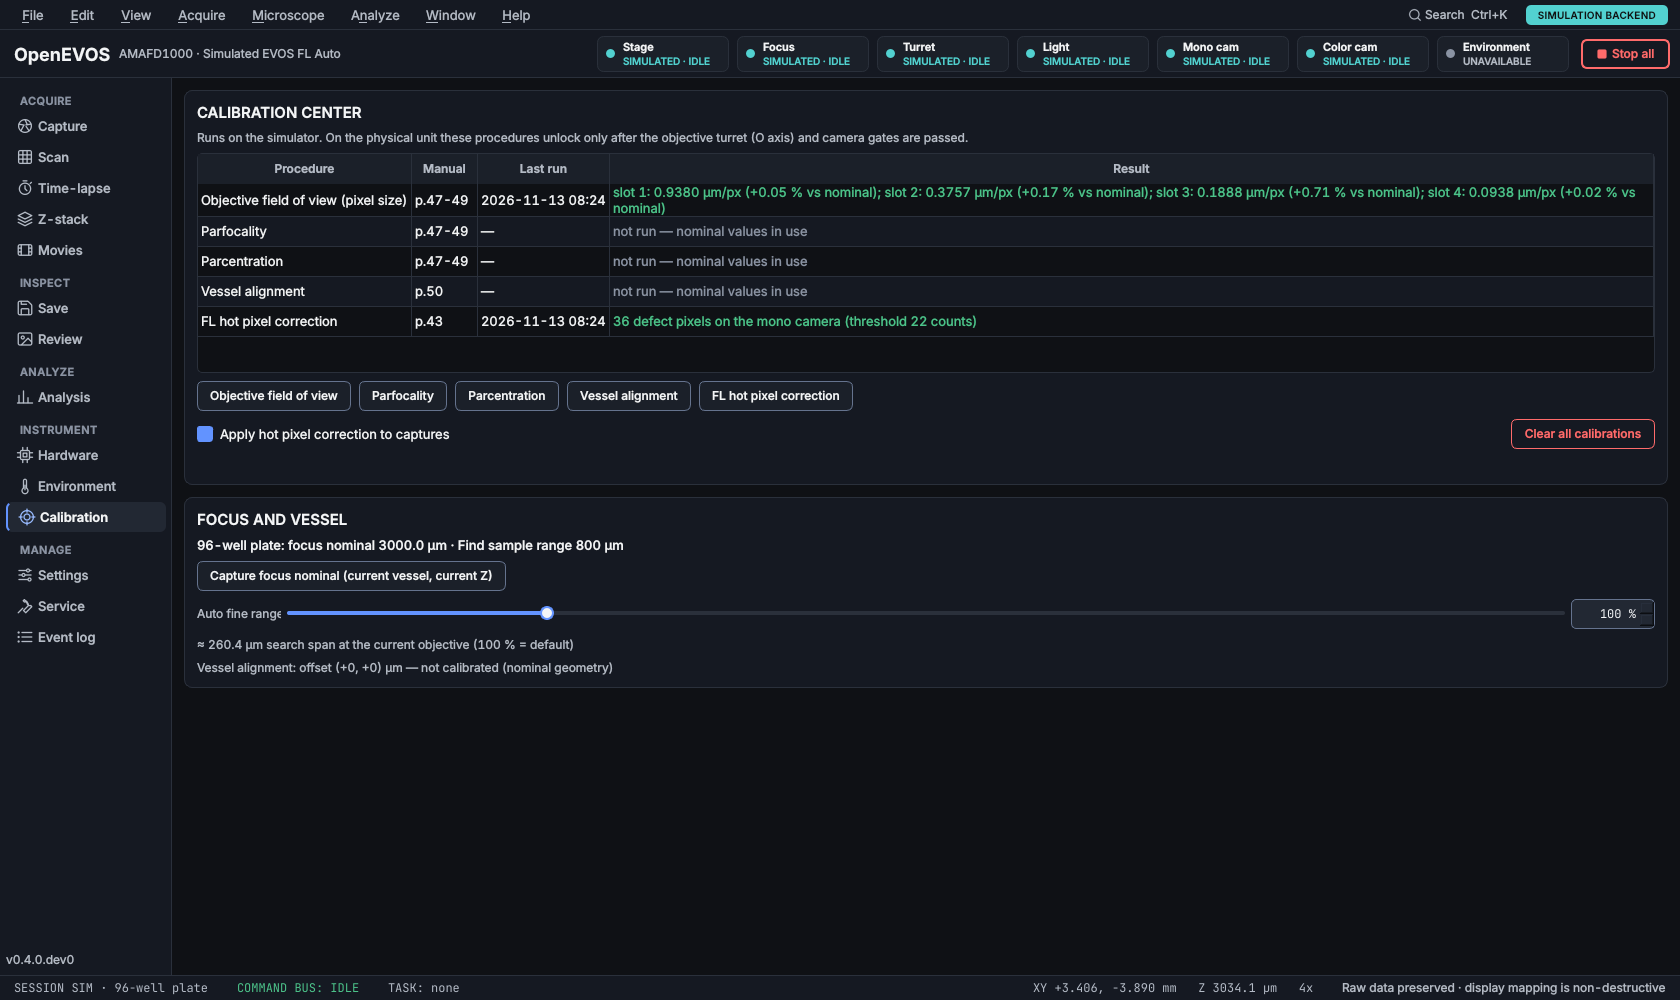 File Edit View Acquire Microscope Analyze Window Help
Search Ctrl+K
SIMULATION BACKEND
OpenEVOS AMAFD1000 · Simulated EVOS FL Auto
Stage
SIMULATED · IDLE
Focus
SIMULATED · IDLE
Turret
SIMULATED · IDLE
Light
SIMULATED · IDLE
Mono cam
SIMULATED · IDLE
Color cam
SIMULATED · IDLE
Environment
UNAVAILABLE
Stop all
ACQUIRE
Capture
Scan
Time-lapse
Z-stack
Movies
INSPECT
Save
Review
ANALYZE
Analysis
INSTRUMENT
Hardware
Environment
Calibration
MANAGE
Settings
Service
Event log
v0.4.0.dev0
CALIBRATION CENTER
Runs on the simulator. On the physical unit these procedures unlock only after the objective turret (O axis) and camera gates are passed.
Procedure Manual Last run Result
Objective field of view (pixel size) p.47-49 2026-11-13 08:24 slot 1: 0.9380 µm/px (+0.05 % vs nominal); slot 2: 0.3757 µm/px (+0.17 % vs nominal); slot 3: 0.1888 µm/px (+0.71 % vs nominal); slot 4: 0.0938 µm/px (+0.02 % vs
nominal)
Parfocality p.47-49 — not run — nominal values in use
Parcentration p.47-49 — not run — nominal values in use
Vessel alignment p.50 — not run — nominal values in use
FL hot pixel correction p.43 2026-11-13 08:24 36 defect pixels on the mono camera (threshold 22 counts)
Objective field of view Parfocality Parcentration Vessel alignment FL hot pixel correction
Apply hot pixel correction to captures
Clear all calibrations
FOCUS AND VESSEL
96-well plate: focus nominal 3000.0 µm · Find sample range 800 µm
Capture focus nominal (current vessel, current Z)
Auto fine range 100 %
≈ 260.4 µm search span at the current objective (100 % = default)
Vessel alignment: offset (+0, +0) µm — not calibrated (nominal geometry)
SESSION SIM · 96-well plate COMMAND BUS: IDLE TASK: none XY +3.406, -3.890 mm Z 3034.1 µm 4x Raw data preserved · display mapping is non-destructive